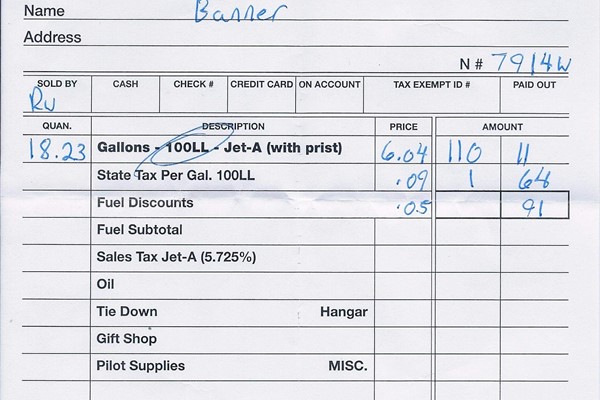 Name Banner
Address
N # 7914W
SOLD BY CASH CHECK # CREDIT CARD ON ACCOUNT TAX EXEMPT ID # PAID OUT
RW
QUAN. DESCRIPTION PRICE AMOUNT
18.23 Gallons - 100LL - Jet-A (with prist) 6.04 110 11
State Tax Per Gal. 100LL .09 1 64
Fuel Discounts .05 91
Fuel Subtotal
Sales Tax Jet-A (5.725%)
Oil
Tie Down Hangar
Gift Shop
Pilot Supplies MISC.